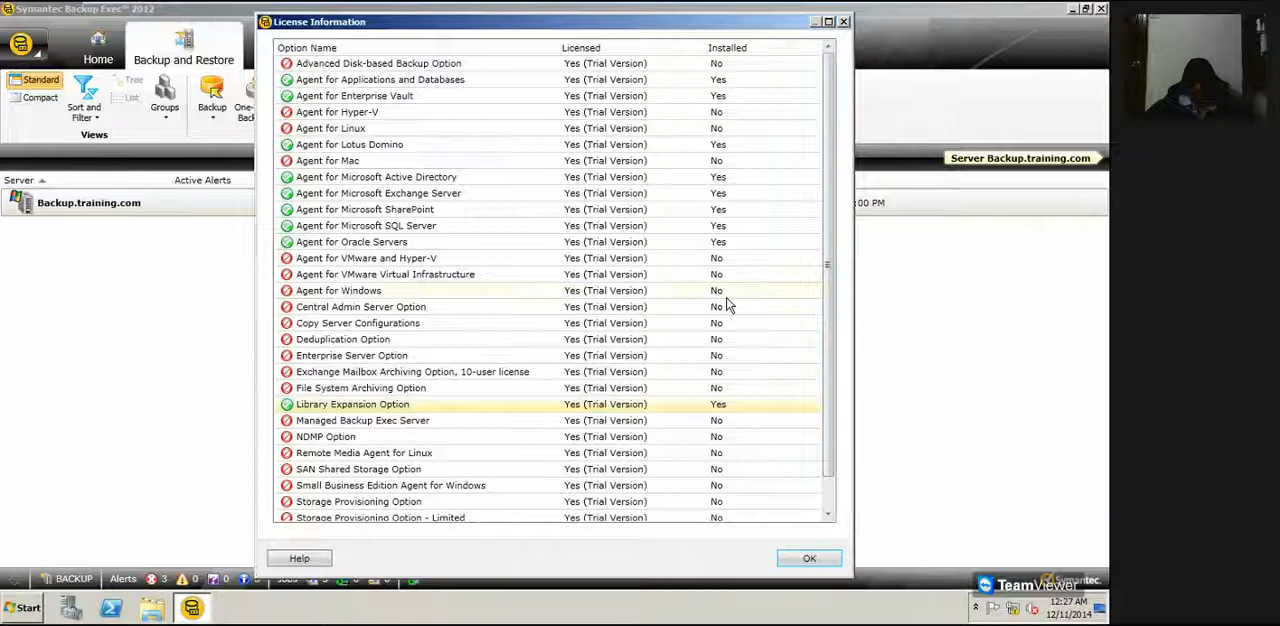 Symantec Backup Exec™ 2012
License Information
Home
Backup and Restore
Standard
Compact
Sort and
Filter
Tree
List
Views
Groups
Backup
One-
Back
Server Backup.training.com
Server
Active Alerts
Backup.training.com
:00 PM
Option Name Licensed Installed
Advanced Disk-based Backup Option Yes (Trial Version) No
Agent for Applications and Databases Yes (Trial Version) Yes
Agent for Enterprise Vault Yes (Trial Version) Yes
Agent for Hyper-V Yes (Trial Version) No
Agent for Linux Yes (Trial Version) No
Agent for Lotus Domino Yes (Trial Version) Yes
Agent for Mac Yes (Trial Version) No
Agent for Microsoft Active Directory Yes (Trial Version) Yes
Agent for Microsoft Exchange Server Yes (Trial Version) Yes
Agent for Microsoft SharePoint Yes (Trial Version) Yes
Agent for Microsoft SQL Server Yes (Trial Version) Yes
Agent for Oracle Servers Yes (Trial Version) Yes
Agent for VMware and Hyper-V Yes (Trial Version) No
Agent for VMware Virtual Infrastructure Yes (Trial Version) No
Agent for Windows Yes (Trial Version) No
Central Admin Server Option Yes (Trial Version) No
Copy Server Configurations Yes (Trial Version) No
Deduplication Option Yes (Trial Version) No
Enterprise Server Option Yes (Trial Version) No
Exchange Mailbox Archiving Option, 10-user license Yes (Trial Version) No
File System Archiving Option Yes (Trial Version) No
Library Expansion Option Yes (Trial Version) Yes
Managed Backup Exec Server Yes (Trial Version) No
NDMP Option Yes (Trial Version) No
Remote Media Agent for Linux Yes (Trial Version) No
SAN Shared Storage Option Yes (Trial Version) No
Small Business Edition Agent for Windows Yes (Trial Version) No
Storage Provisioning Option Yes (Trial Version) No
Storage Provisioning Option - Limited Yes (Trial Version) No
Help
OK
BACKUP Alerts 3 0 0
TeamViewer
Symantec.
Start
12:27 AM
12/11/2014